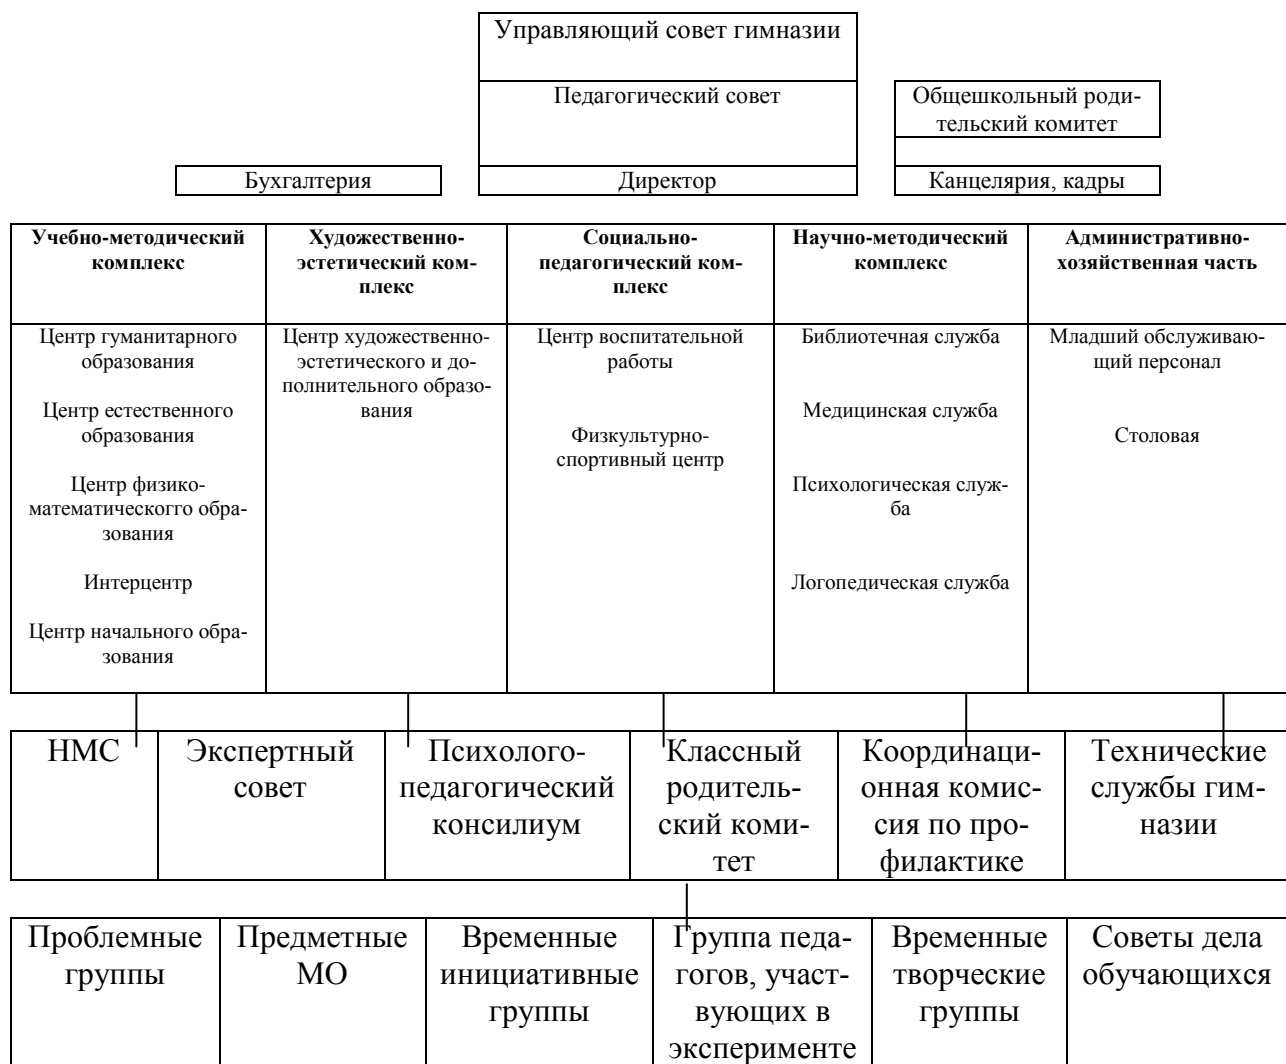 Управляющий совет гимназии
Педагогический совет
Общешкольный роди-
тельский комитет
Бухгалтерия
Директор
Канцелярия, кадры
Учебно-методический
комплекс
Художественно-
эстетический ком-
плекс
Социально-
педагогический ком-
плекс
Научно-методический
комплекс
Административно-
хозяйственная часть
Центр гуманитарного
образования
Центр естественного
образования
Центр физико-
математическогго обра-
зования
Интерцентр
Центр начального обра-
зования
Центр художественно-
эстетического и до-
полнительного образо-
вания
Центр воспитательной
работы
Физкультурно-
спортивный центр
Библиотечная служба
Медицинская служба
Психологическая служ-
ба
Логопедическая служба
Младший обслуживаю-
щий персонал
Столовая
НМС
Экспертный
совет
Психолого-
педагогический
консилиум
Классный
родитель-
ский коми-
тет
Координаци-
онная комис-
сия по про-
филактике
Технические
службы гим-
назии
Проблемные
группы
Предметные
МО
Временные
инициативные
группы
Группа педа-
гогов, участ-
вующих в
эксперименте
Временные
творческие
группы
Советы дела
обучающихся